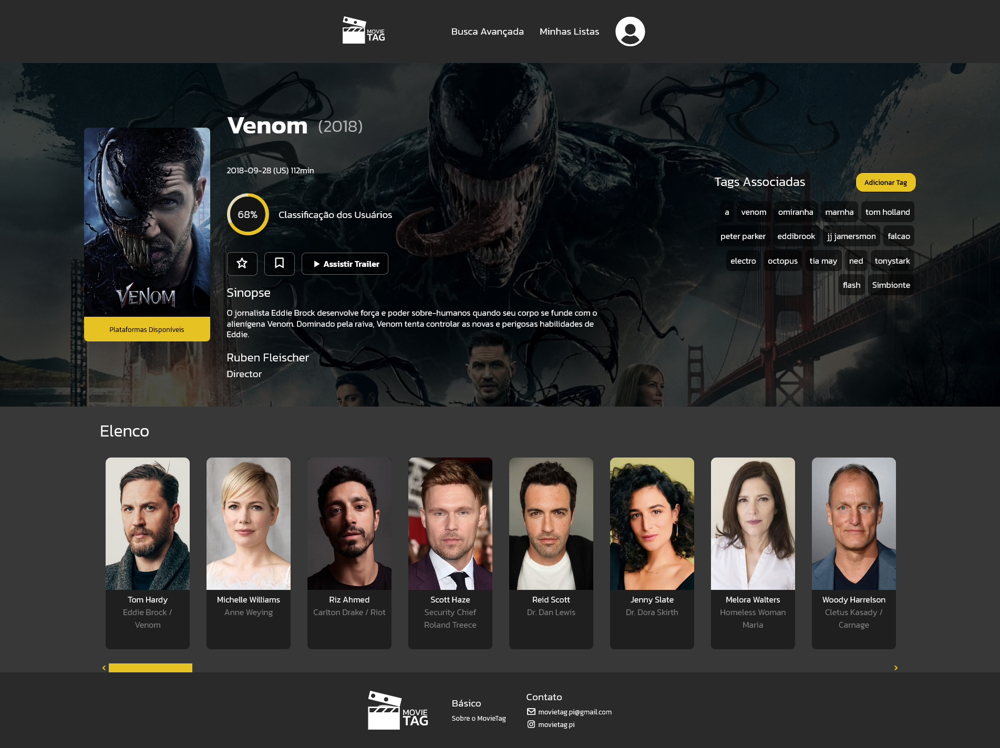 MOVIE
TAG
Busca Avançada
Minhas Listas
Venom (2018)
2018-09-28 (US) 112min
68%
Classificação dos Usuários
Assistir Trailer
VENOM
Plataformas Disponíveis
Sinopse
O jornalista Eddie Brock desenvolve força e poder sobre-humanos quando seu corpo se funde com o
alienígena Venom. Dominado pela raiva, Venom tenta controlar as novas e perigosas habilidades de
Eddie.
Ruben Fleischer
Director
Tags Associadas
Adicionar Tag
a venom omiranha marnha tom holland
peter parker eddibrook jj jamersmon falcao
electro octopus tia may ned tonystark
flash Simbionte
Elenco
Tom Hardy
Eddie Brock /
Venom
Michelle Williams
Anne Weying
Riz Ahmed
Carlton Drake / Riot
Scott Haze
Security Chief
Roland Treece
Reid Scott
Dr. Dan Lewis
Jenny Slate
Dr. Dora Skirth
Melora Walters
Homeless Woman
Maria
Woody Harrelson
Cletus Kasady /
Carnage
MOVIE
TAG
Básico
Sobre o MovieTag
Contato
movietag.pi@gmail.com
movietag.pi